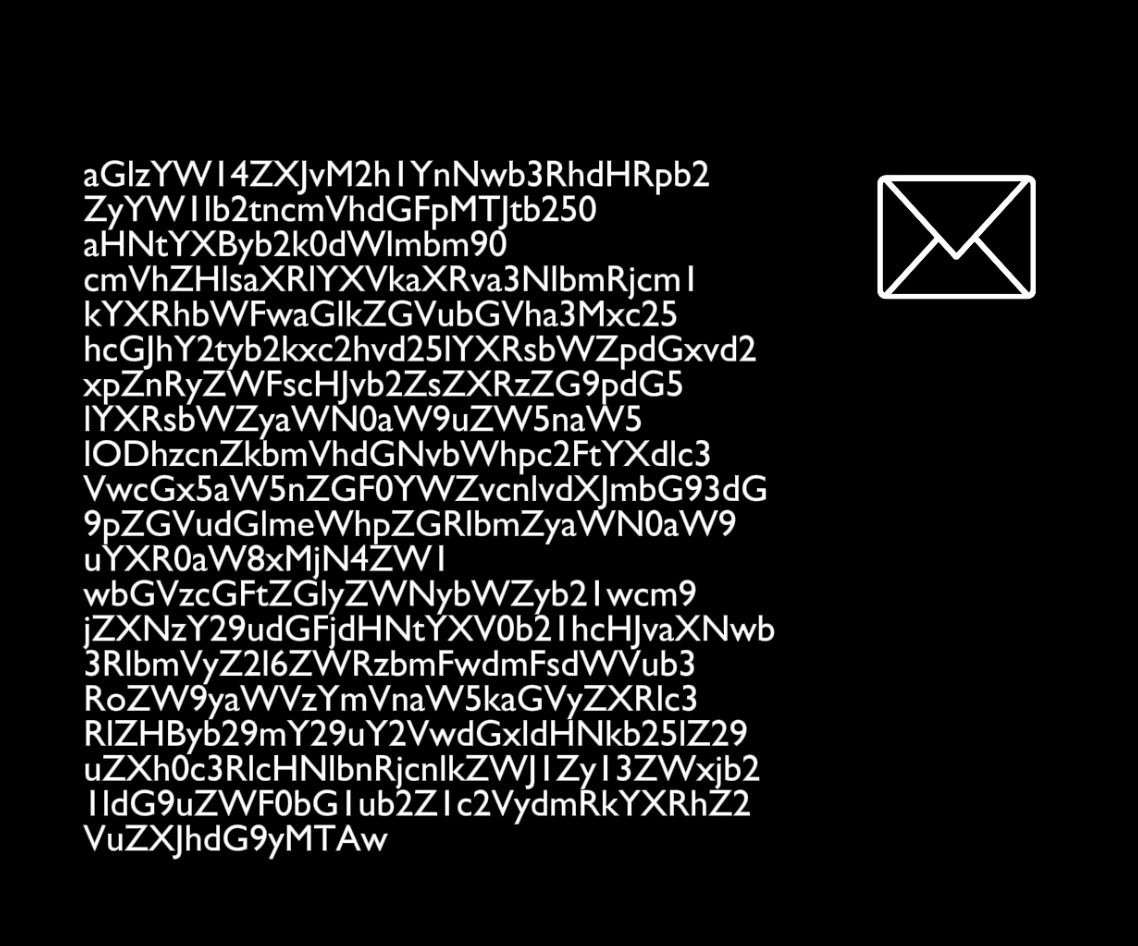 aGlzYW14ZXJvM2h1YnNwb3RhdHRpb2
ZyYW1lb2tncmVhdGFpMTJtb250
aHNtYXByb2k0dWlmbm90
cmVhZHlsaXRlYXVkaXRva3NlbmRjcm1
kYXRhbWFwaGlkZGVubGVha3Mxc25
hcGJhY2tyb2kxc2hvd25lYXRsbWZpdGxvd2
xpZnRyZWFscHJvb2ZsZXRzZG9pdG5
lYXRsbWZyaWN0aW9uZW5naW5
lODhzcnZkbmVhdGNvbWhpc2FtYXdlc3
VwcGx5aW5nZGF0YWZvcnlvdXJmbG93dG
9pZGVudGlmeWhpZGRlbmZyaWN0aW9
uYXR0aW8xMjN4ZW1
wbGVzcGFtZGlyZWNybWZyb21wcm9
jZXNzY29udGFjdHNtYXV0b21hcHJvaXNwb
3RlbmVyZ2l6ZWRzbmFwdmFsdWVub3
RoZW9yaWVzYmVnaW5kaGVyZXRlc3
RlZHByb29mY29uY2VwdGxldHNkb25lZ29
uZXh0c3RlcHNlbnRjcnlkZWJ1Zy13ZWxjb2
1ldG9uZWF0bG1ub2Z1c2VydmRkYXRhZ2
VuZXJhdG9yMTAw